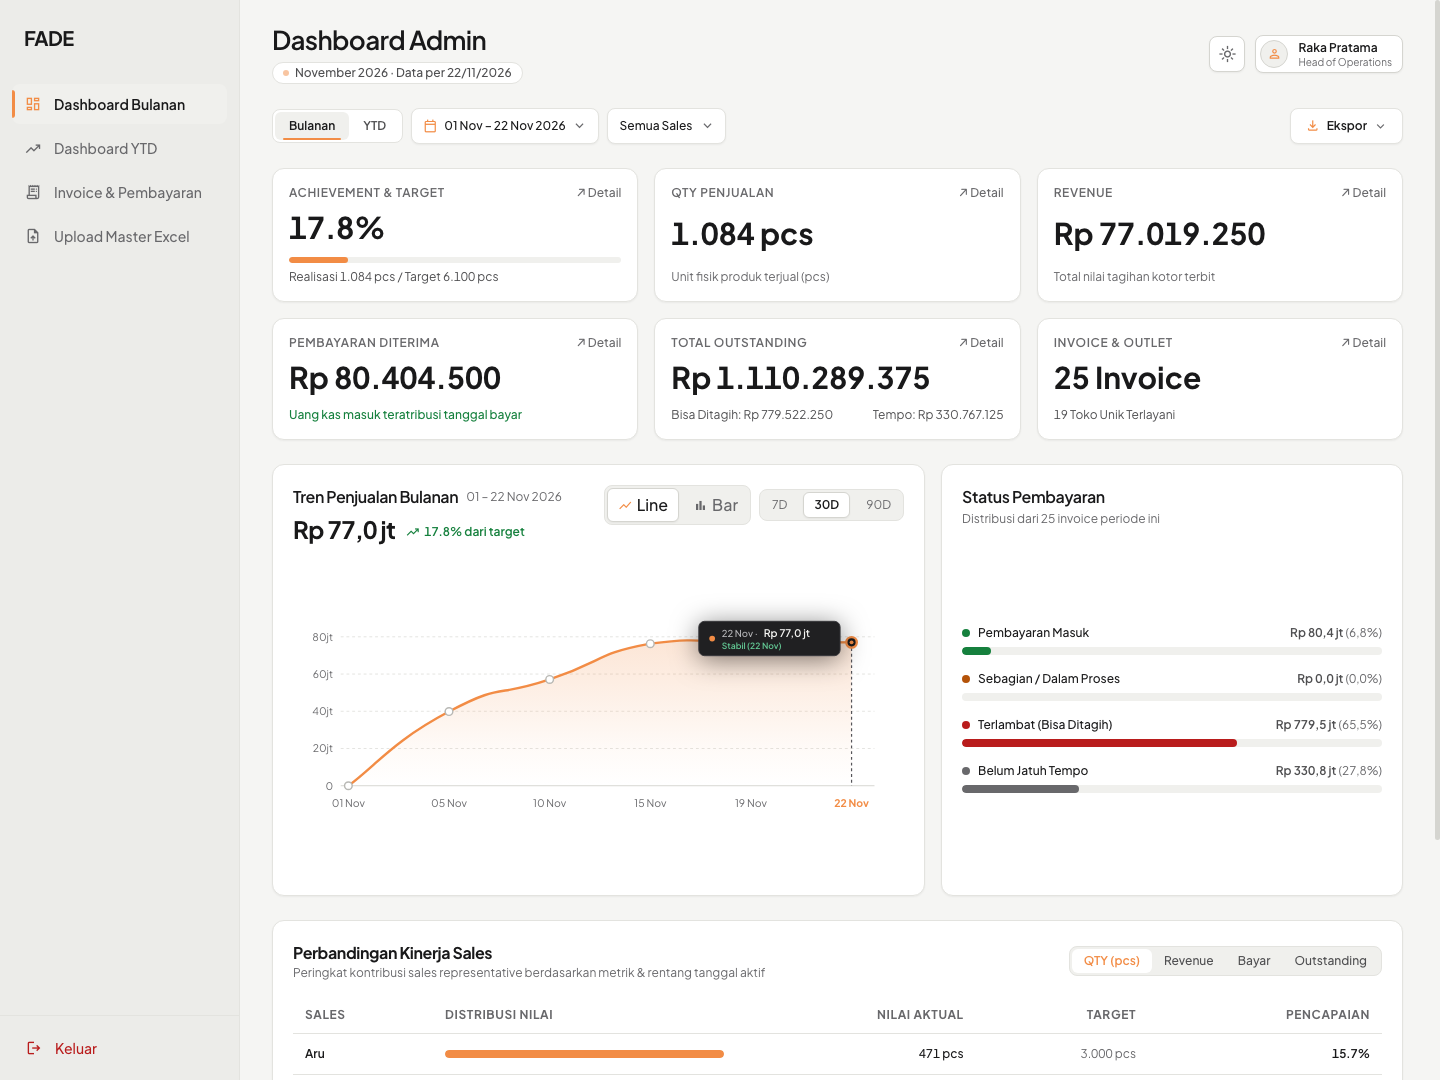 FADE
Dashboard Bulanan
Dashboard YTD
Invoice & Pembayaran
Upload Master Excel
Keluar
Dashboard Admin
November 2026 · Data per 22/11/2026
Raka Pratama
Head of Operations
Bulanan
YTD
01 Nov – 22 Nov 2026
Semua Sales
Ekspor
ACHIEVEMENT & TARGET
Detail
17.8%
Realisasi 1.084 pcs / Target 6.100 pcs
QTY PENJUALAN
Detail
1.084 pcs
Unit fisik produk terjual (pcs)
REVENUE
Detail
Rp 77.019.250
Total nilai tagihan kotor terbit
PEMBAYARAN DITERIMA
Detail
Rp 80.404.500
Uang kas masuk teratribusi tanggal bayar
TOTAL OUTSTANDING
Detail
Rp 1.110.289.375
Bisa Ditagih: Rp 779.522.250
Tempo: Rp 330.767.125
INVOICE & OUTLET
Detail
25 Invoice
19 Toko Unik Terlayani
Tren Penjualan Bulanan
01 – 22 Nov 2026
Rp 77,0 jt
17.8% dari target
Line
Bar
7D
30D
90D
80jt
60jt
40jt
20jt
0
22 Nov · Rp 77,0 jt
Stabil (22 Nov)
01 Nov
05 Nov
10 Nov
15 Nov
19 Nov
22 Nov
Status Pembayaran
Distribusi dari 25 invoice periode ini
Pembayaran Masuk
Rp 80,4 jt (6,8%)
Sebagian / Dalam Proses
Rp 0,0 jt (0,0%)
Terlambat (Bisa Ditagih)
Rp 779,5 jt (65,5%)
Belum Jatuh Tempo
Rp 330,8 jt (27,8%)
Perbandingan Kinerja Sales
Peringkat kontribusi sales representative berdasarkan metrik & rentang tanggal aktif
QTY (pcs)
Revenue
Bayar
Outstanding
SALES
DISTRIBUSI NILAI
NILAI AKTUAL
TARGET
PENCAPAIAN
Aru
471 pcs
3.000 pcs
15.7%